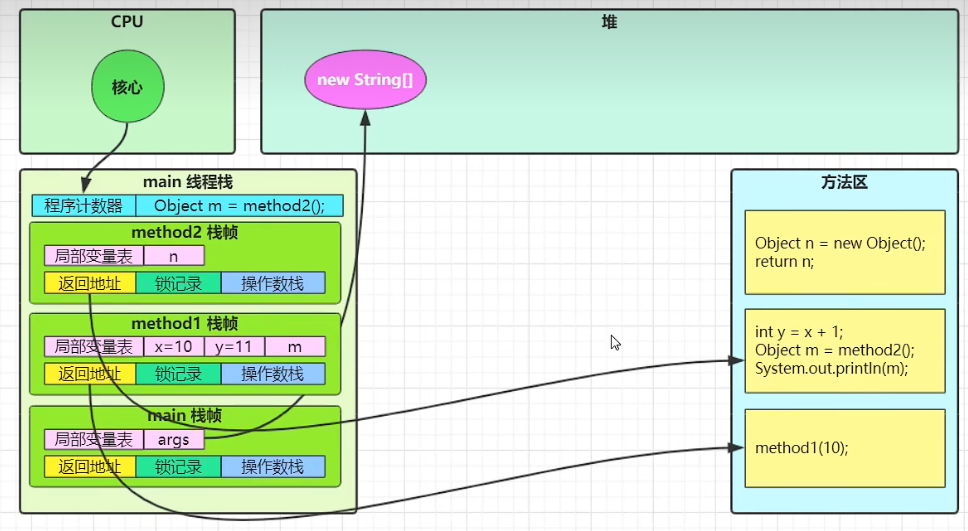 CPU
核心
堆
new String[]
main 线程栈
程序计数器 Object m = method2();
method2 栈帧
局部变量表 n
返回地址 锁记录 操作数栈
method1 栈帧
局部变量表 x=10 y=11 m
返回地址 锁记录 操作数栈
main 栈帧
局部变量表 args
返回地址 锁记录 操作数栈
方法区
Object n = new Object();
return n;
int y = x + 1;
Object m = method2();
System.out.println(m);
method1(10);